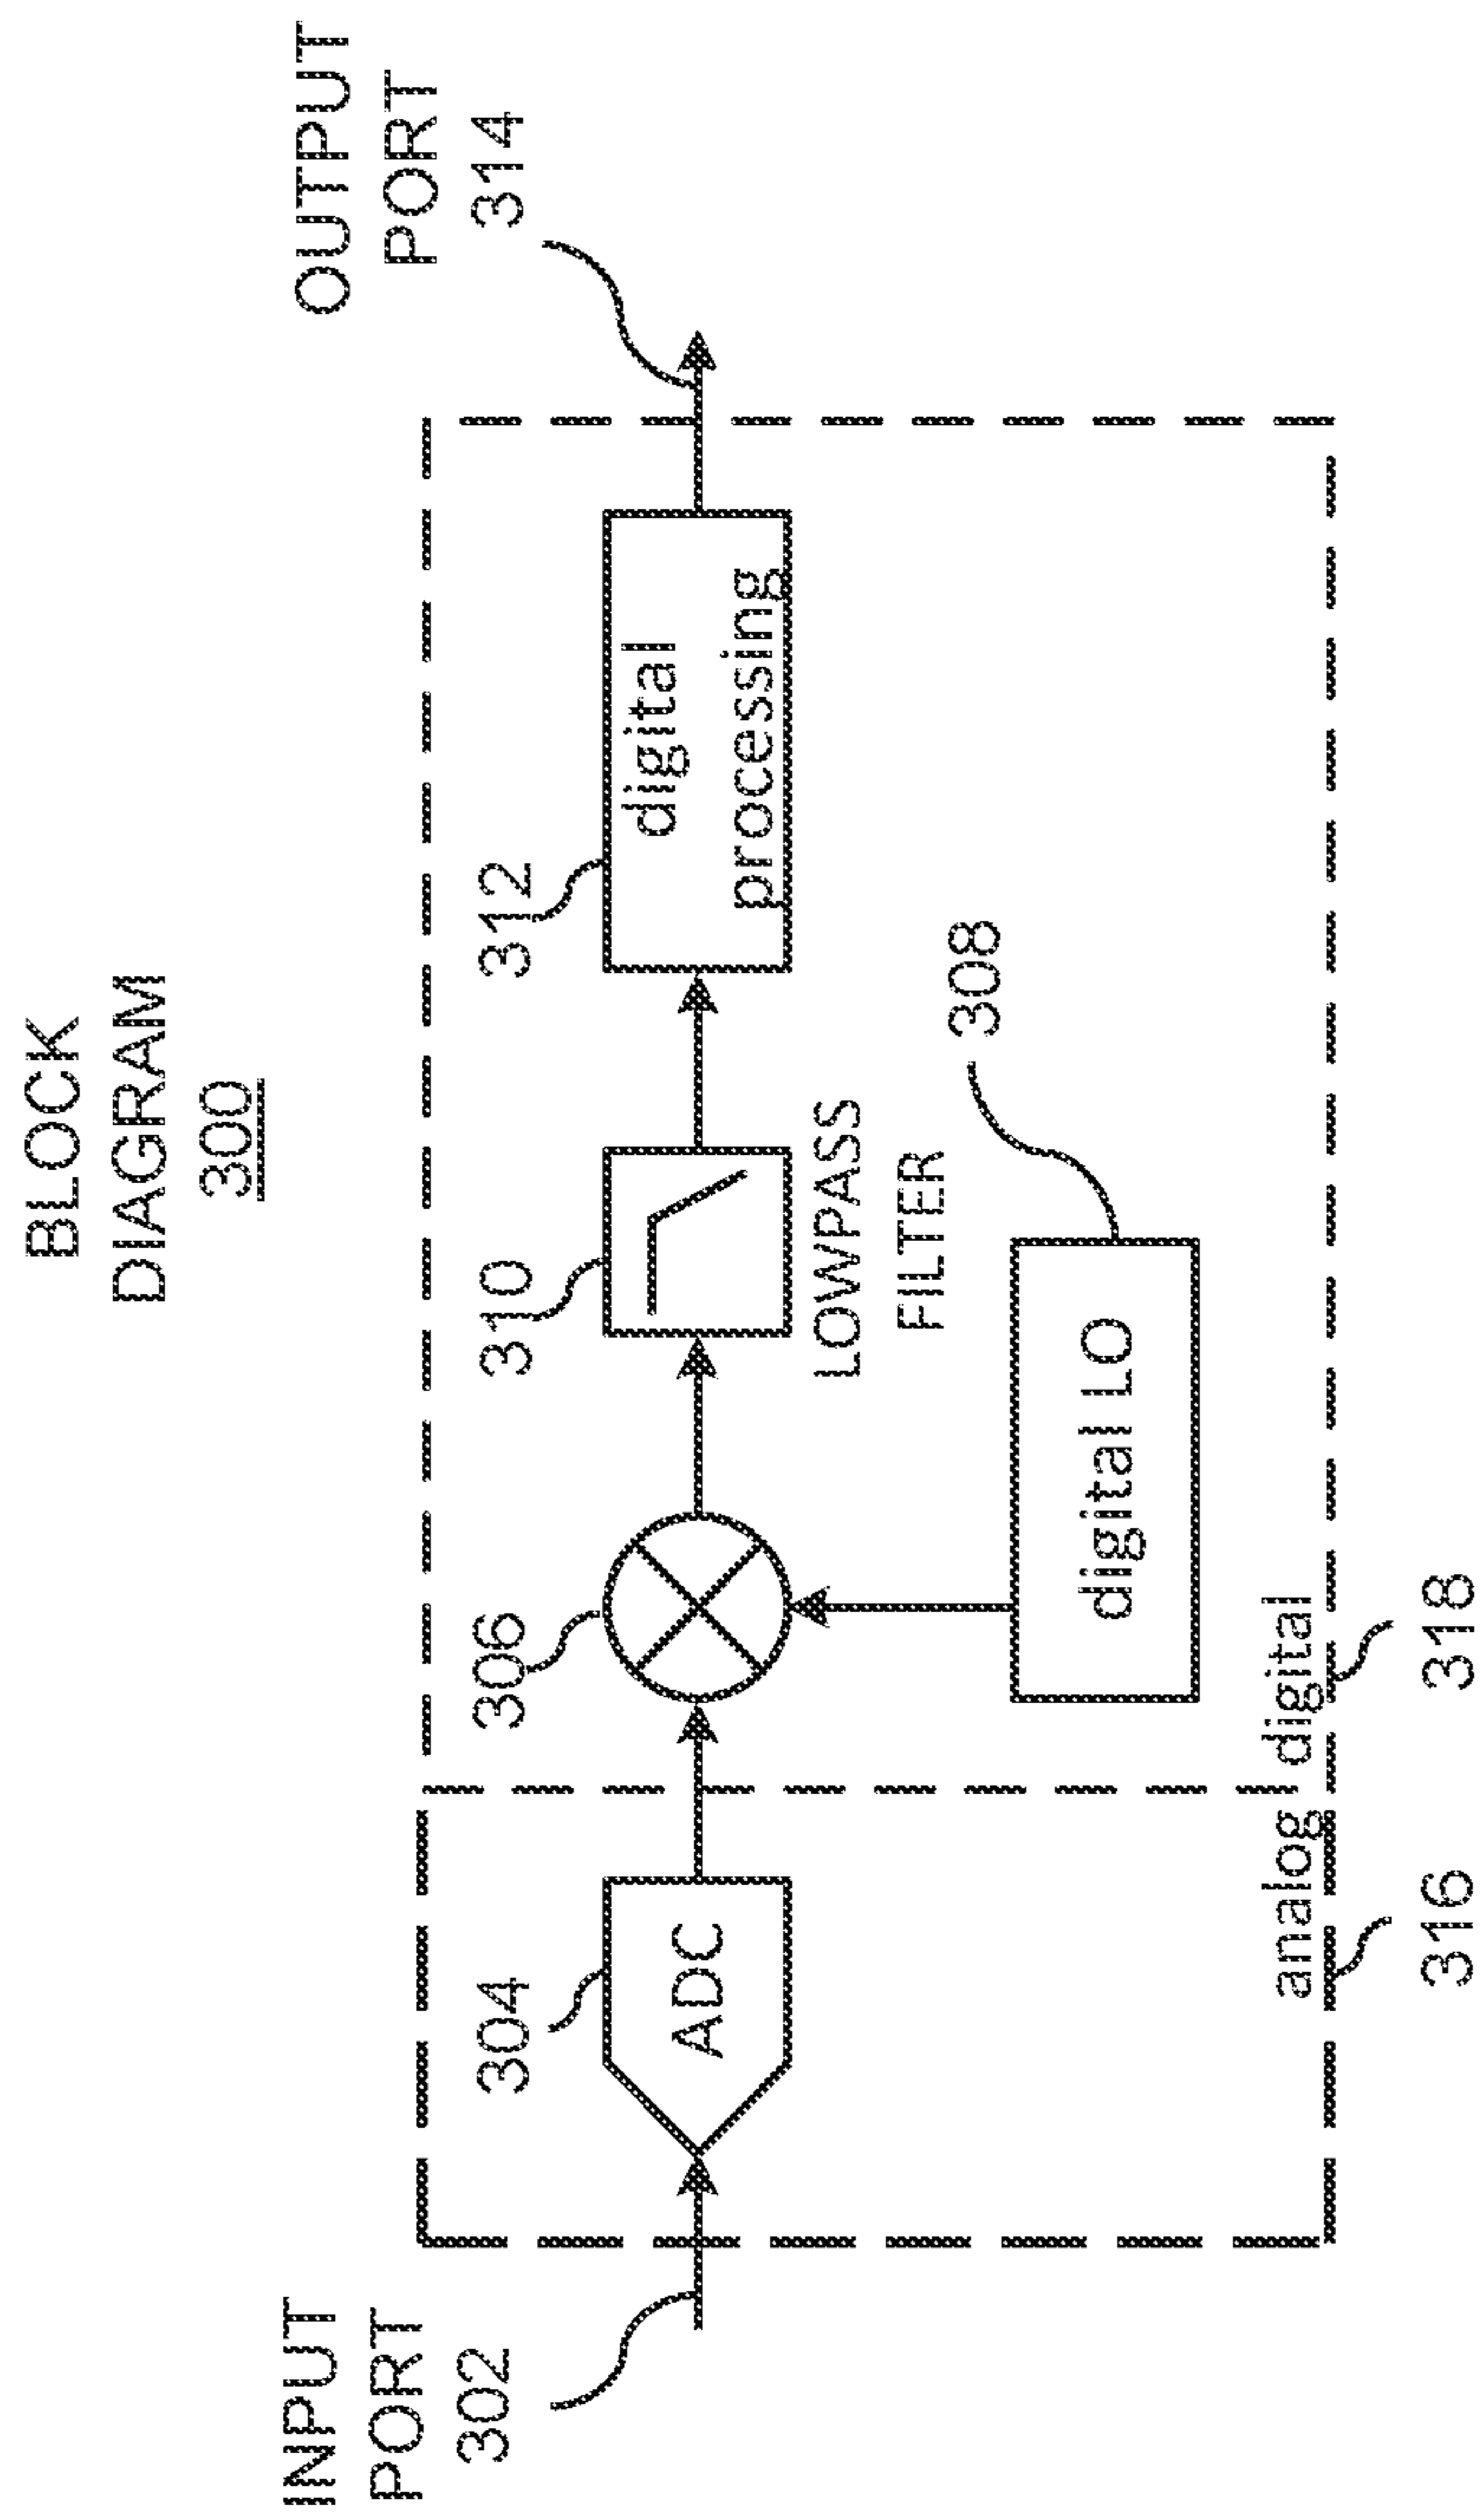 BLOCK
DIAGRAM
300
INPUT
PORT
302
304
306
310
312
OUTPUT
PORT
314
ADC
digital
processing
LOWPASS
FILTER
308
digital LO
analog
digital
316
318